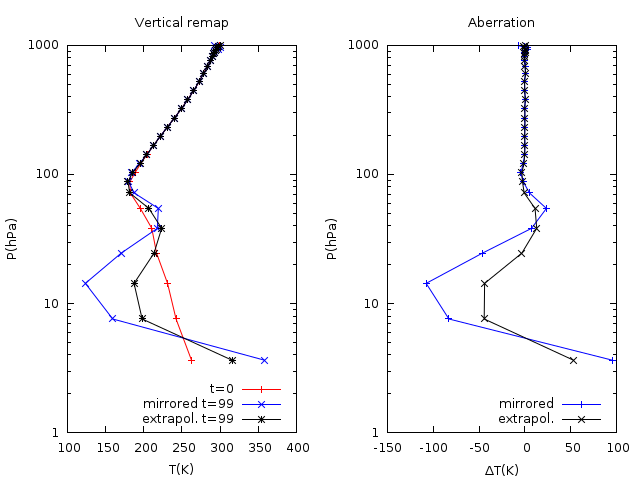 Vertical remap
1000
100
10
1
P(hPa)
t=0
mirrored t=99
extrapol. t=99
100 150 200 250 300 350 400
T(K)
Aberration
1000
100
10
1
P(hPa)
mirrored
extrapol.
-150 -100 -50 0 50 100
ΔT(K)